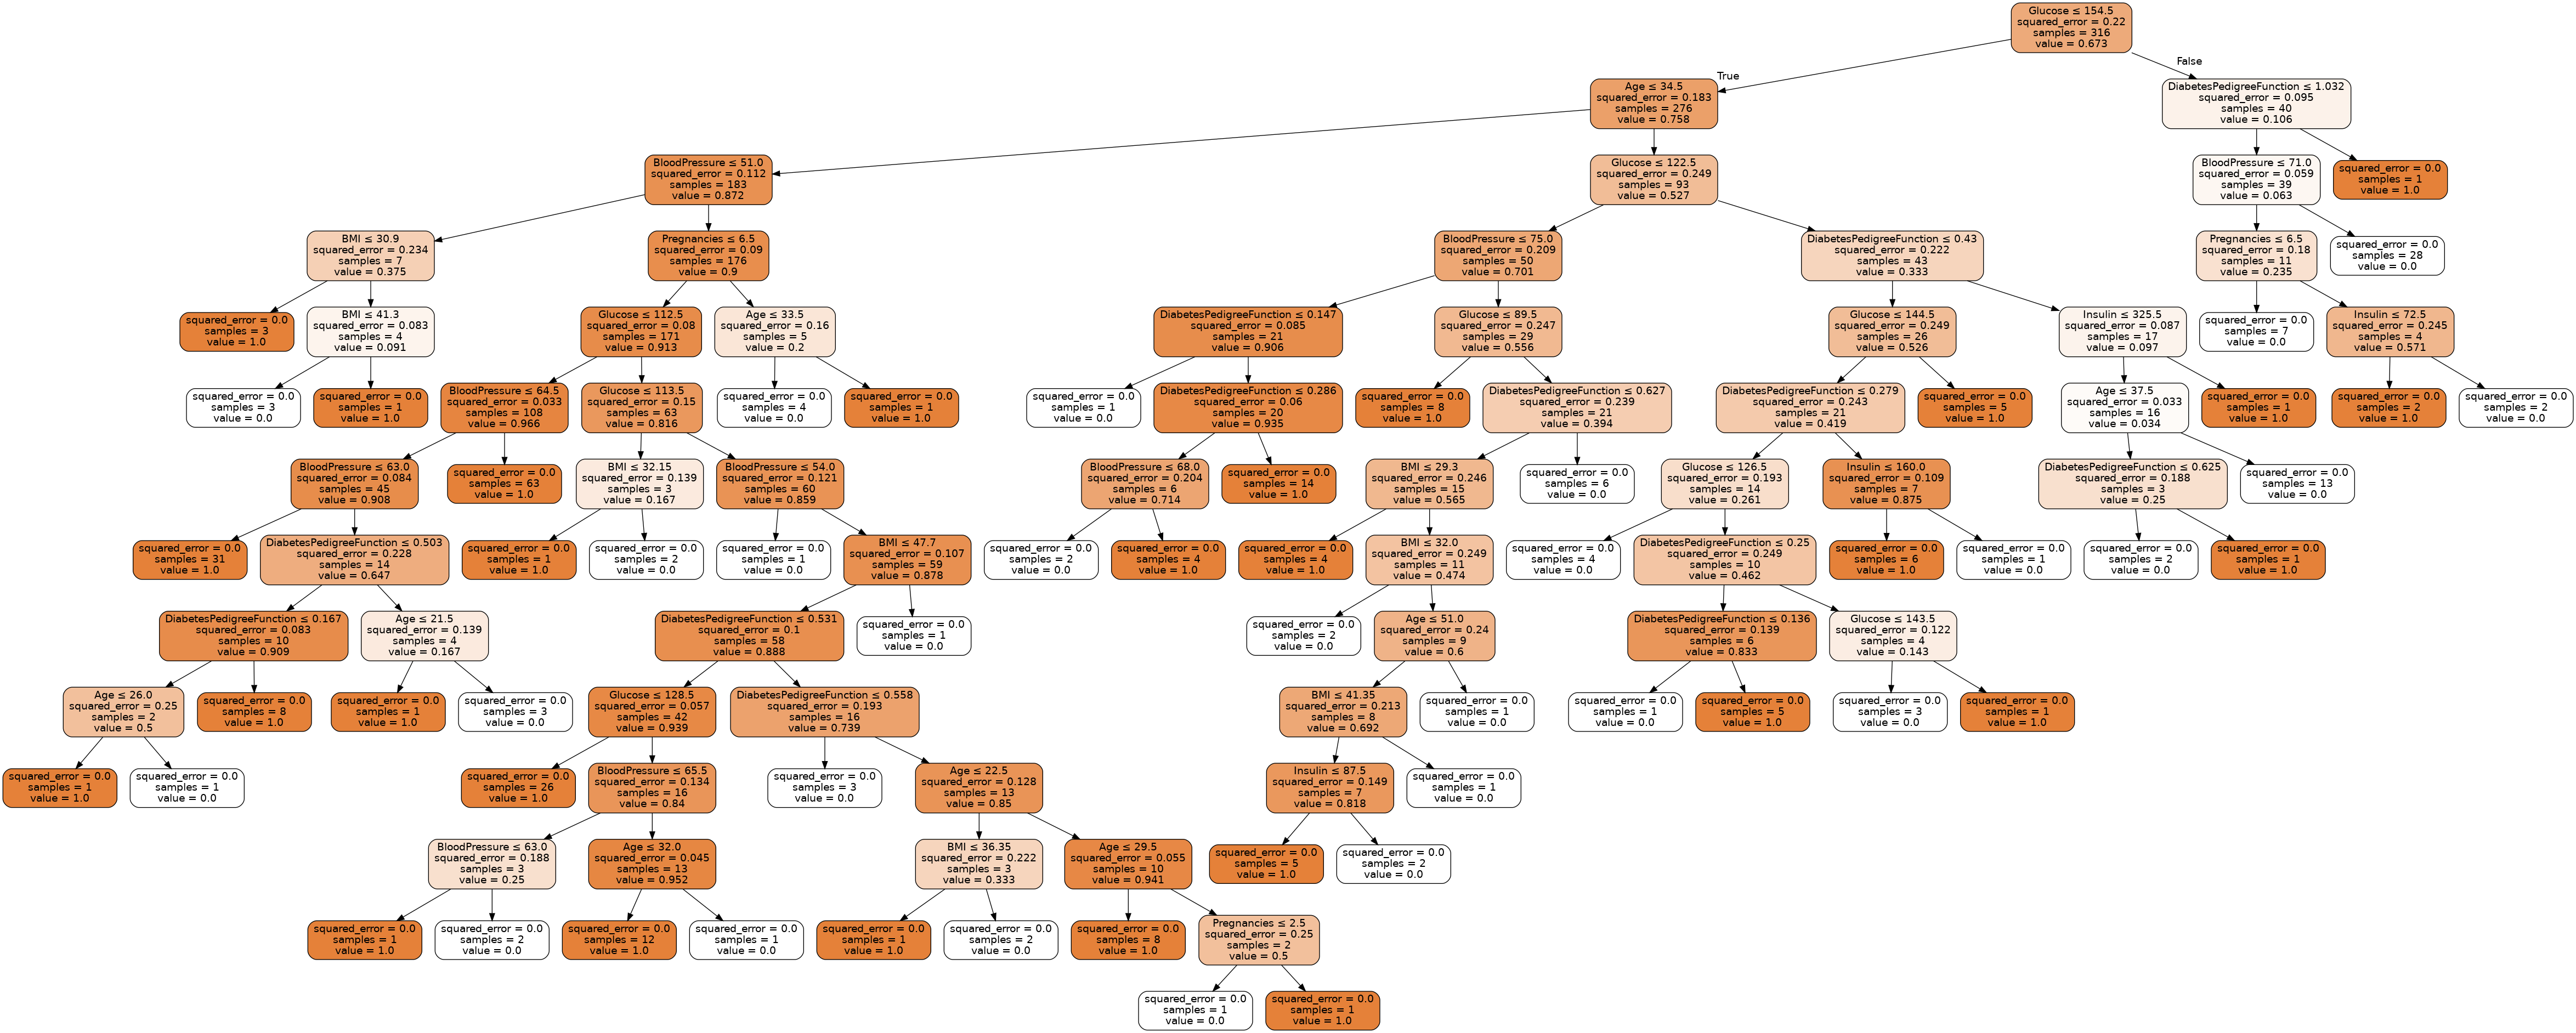 Glucose ≤ 154.5
squared_error = 0.22
samples = 316
value = 0.673
True
False
Age ≤ 34.5
squared_error = 0.183
samples = 276
value = 0.758
DiabetesPedigreeFunction ≤ 1.032
squared_error = 0.095
samples = 40
value = 0.106
BloodPressure ≤ 51.0
squared_error = 0.112
samples = 183
value = 0.872
Glucose ≤ 122.5
squared_error = 0.249
samples = 93
value = 0.527
BloodPressure ≤ 71.0
squared_error = 0.059
samples = 39
value = 0.063
squared_error = 0.0
samples = 1
value = 1.0
BMI ≤ 30.9
squared_error = 0.234
samples = 7
value = 0.375
Pregnancies ≤ 6.5
squared_error = 0.09
samples = 176
value = 0.9
BloodPressure ≤ 75.0
squared_error = 0.209
samples = 50
value = 0.701
DiabetesPedigreeFunction ≤ 0.43
squared_error = 0.222
samples = 43
value = 0.333
Pregnancies ≤ 6.5
squared_error = 0.18
samples = 11
value = 0.235
squared_error = 0.0
samples = 28
value = 0.0
squared_error = 0.0
samples = 3
value = 1.0
BMI ≤ 41.3
squared_error = 0.083
samples = 4
value = 0.091
Glucose ≤ 112.5
squared_error = 0.08
samples = 171
value = 0.913
Age ≤ 33.5
squared_error = 0.16
samples = 5
value = 0.2
DiabetesPedigreeFunction ≤ 0.147
squared_error = 0.085
samples = 21
value = 0.906
Glucose ≤ 89.5
squared_error = 0.247
samples = 29
value = 0.556
Glucose ≤ 144.5
squared_error = 0.249
samples = 26
value = 0.526
Insulin ≤ 325.5
squared_error = 0.087
samples = 17
value = 0.097
squared_error = 0.0
samples = 7
value = 0.0
Insulin ≤ 72.5
squared_error = 0.245
samples = 4
value = 0.571
squared_error = 0.0
samples = 3
value = 0.0
squared_error = 0.0
samples = 1
value = 1.0
BloodPressure ≤ 64.5
squared_error = 0.033
samples = 108
value = 0.966
Glucose ≤ 113.5
squared_error = 0.15
samples = 63
value = 0.816
squared_error = 0.0
samples = 4
value = 0.0
squared_error = 0.0
samples = 1
value = 1.0
squared_error = 0.0
samples = 1
value = 0.0
DiabetesPedigreeFunction ≤ 0.286
squared_error = 0.06
samples = 20
value = 0.935
squared_error = 0.0
samples = 8
value = 1.0
DiabetesPedigreeFunction ≤ 0.627
squared_error = 0.239
samples = 21
value = 0.394
DiabetesPedigreeFunction ≤ 0.279
squared_error = 0.243
samples = 21
value = 0.419
squared_error = 0.0
samples = 5
value = 1.0
Age ≤ 37.5
squared_error = 0.033
samples = 16
value = 0.034
squared_error = 0.0
samples = 1
value = 1.0
squared_error = 0.0
samples = 2
value = 1.0
squared_error = 0.0
samples = 2
value = 0.0
BloodPressure ≤ 63.0
squared_error = 0.084
samples = 45
value = 0.908
squared_error = 0.0
samples = 63
value = 1.0
BMI ≤ 32.15
squared_error = 0.139
samples = 3
value = 0.167
BloodPressure ≤ 54.0
squared_error = 0.121
samples = 60
value = 0.859
BloodPressure ≤ 68.0
squared_error = 0.204
samples = 6
value = 0.714
squared_error = 0.0
samples = 14
value = 1.0
BMI ≤ 29.3
squared_error = 0.246
samples = 15
value = 0.565
squared_error = 0.0
samples = 6
value = 0.0
Glucose ≤ 126.5
squared_error = 0.193
samples = 14
value = 0.261
Insulin ≤ 160.0
squared_error = 0.109
samples = 7
value = 0.875
DiabetesPedigreeFunction ≤ 0.625
squared_error = 0.188
samples = 3
value = 0.25
squared_error = 0.0
samples = 13
value = 0.0
squared_error = 0.0
samples = 31
value = 1.0
DiabetesPedigreeFunction ≤ 0.503
squared_error = 0.228
samples = 14
value = 0.647
squared_error = 0.0
samples = 1
value = 1.0
squared_error = 0.0
samples = 2
value = 0.0
squared_error = 0.0
samples = 1
value = 0.0
BMI ≤ 47.7
squared_error = 0.107
samples = 59
value = 0.878
squared_error = 0.0
samples = 2
value = 0.0
squared_error = 0.0
samples = 4
value = 1.0
squared_error = 0.0
samples = 4
value = 1.0
BMI ≤ 32.0
squared_error = 0.249
samples = 11
value = 0.474
squared_error = 0.0
samples = 4
value = 0.0
DiabetesPedigreeFunction ≤ 0.25
squared_error = 0.249
samples = 10
value = 0.462
squared_error = 0.0
samples = 6
value = 1.0
squared_error = 0.0
samples = 1
value = 0.0
squared_error = 0.0
samples = 2
value = 0.0
squared_error = 0.0
samples = 1
value = 1.0
DiabetesPedigreeFunction ≤ 0.167
squared_error = 0.083
samples = 10
value = 0.909
Age ≤ 21.5
squared_error = 0.139
samples = 4
value = 0.167
DiabetesPedigreeFunction ≤ 0.531
squared_error = 0.1
samples = 58
value = 0.888
squared_error = 0.0
samples = 1
value = 0.0
squared_error = 0.0
samples = 2
value = 0.0
Age ≤ 51.0
squared_error = 0.24
samples = 9
value = 0.6
DiabetesPedigreeFunction ≤ 0.136
squared_error = 0.139
samples = 6
value = 0.833
Glucose ≤ 143.5
squared_error = 0.122
samples = 4
value = 0.143
Age ≤ 26.0
squared_error = 0.25
samples = 2
value = 0.5
squared_error = 0.0
samples = 8
value = 1.0
squared_error = 0.0
samples = 1
value = 1.0
squared_error = 0.0
samples = 3
value = 0.0
Glucose ≤ 128.5
squared_error = 0.057
samples = 42
value = 0.939
DiabetesPedigreeFunction ≤ 0.558
squared_error = 0.193
samples = 16
value = 0.739
BMI ≤ 41.35
squared_error = 0.213
samples = 8
value = 0.692
squared_error = 0.0
samples = 1
value = 0.0
squared_error = 0.0
samples = 1
value = 0.0
squared_error = 0.0
samples = 5
value = 1.0
squared_error = 0.0
samples = 3
value = 0.0
squared_error = 0.0
samples = 1
value = 1.0
squared_error = 0.0
samples = 1
value = 1.0
squared_error = 0.0
samples = 1
value = 0.0
squared_error = 0.0
samples = 26
value = 1.0
BloodPressure ≤ 65.5
squared_error = 0.134
samples = 16
value = 0.84
squared_error = 0.0
samples = 3
value = 0.0
Age ≤ 22.5
squared_error = 0.128
samples = 13
value = 0.85
Insulin ≤ 87.5
squared_error = 0.149
samples = 7
value = 0.818
squared_error = 0.0
samples = 1
value = 0.0
BloodPressure ≤ 63.0
squared_error = 0.188
samples = 3
value = 0.25
Age ≤ 32.0
squared_error = 0.045
samples = 13
value = 0.952
BMI ≤ 36.35
squared_error = 0.222
samples = 3
value = 0.333
Age ≤ 29.5
squared_error = 0.055
samples = 10
value = 0.941
squared_error = 0.0
samples = 5
value = 1.0
squared_error = 0.0
samples = 2
value = 0.0
squared_error = 0.0
samples = 1
value = 1.0
squared_error = 0.0
samples = 2
value = 0.0
squared_error = 0.0
samples = 12
value = 1.0
squared_error = 0.0
samples = 1
value = 0.0
squared_error = 0.0
samples = 1
value = 1.0
squared_error = 0.0
samples = 2
value = 0.0
squared_error = 0.0
samples = 8
value = 1.0
Pregnancies ≤ 2.5
squared_error = 0.25
samples = 2
value = 0.5
squared_error = 0.0
samples = 1
value = 0.0
squared_error = 0.0
samples = 1
value = 1.0